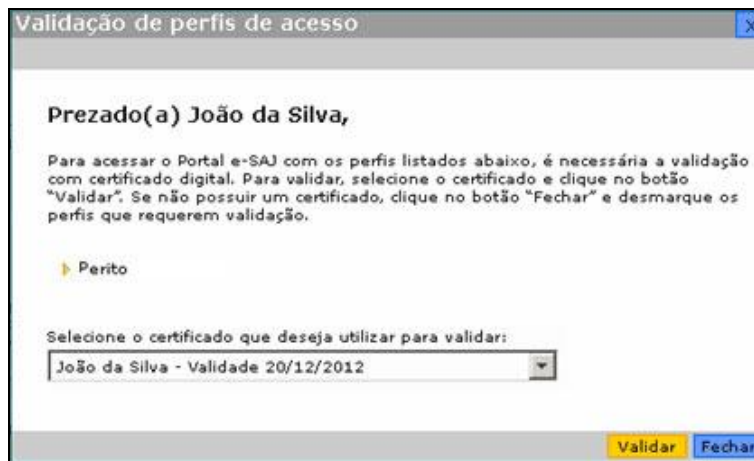 Validação de perfis de acesso
X
Prezado(a) João da Silva,
Para acessar o Portal e-SAJ com os perfis listados abaixo, é necessária a validação
com certificado digital. Para validar, selecione o certificado e clique no botão
"Validar". Se não possuir um certificado, clique no botão "Fechar" e desmarque os
perfis que requerem validação.
Perito
Selecione o certificado que deseja utilizar para validar:
João da Silva - Validade 20/12/2012
Validar Fechar